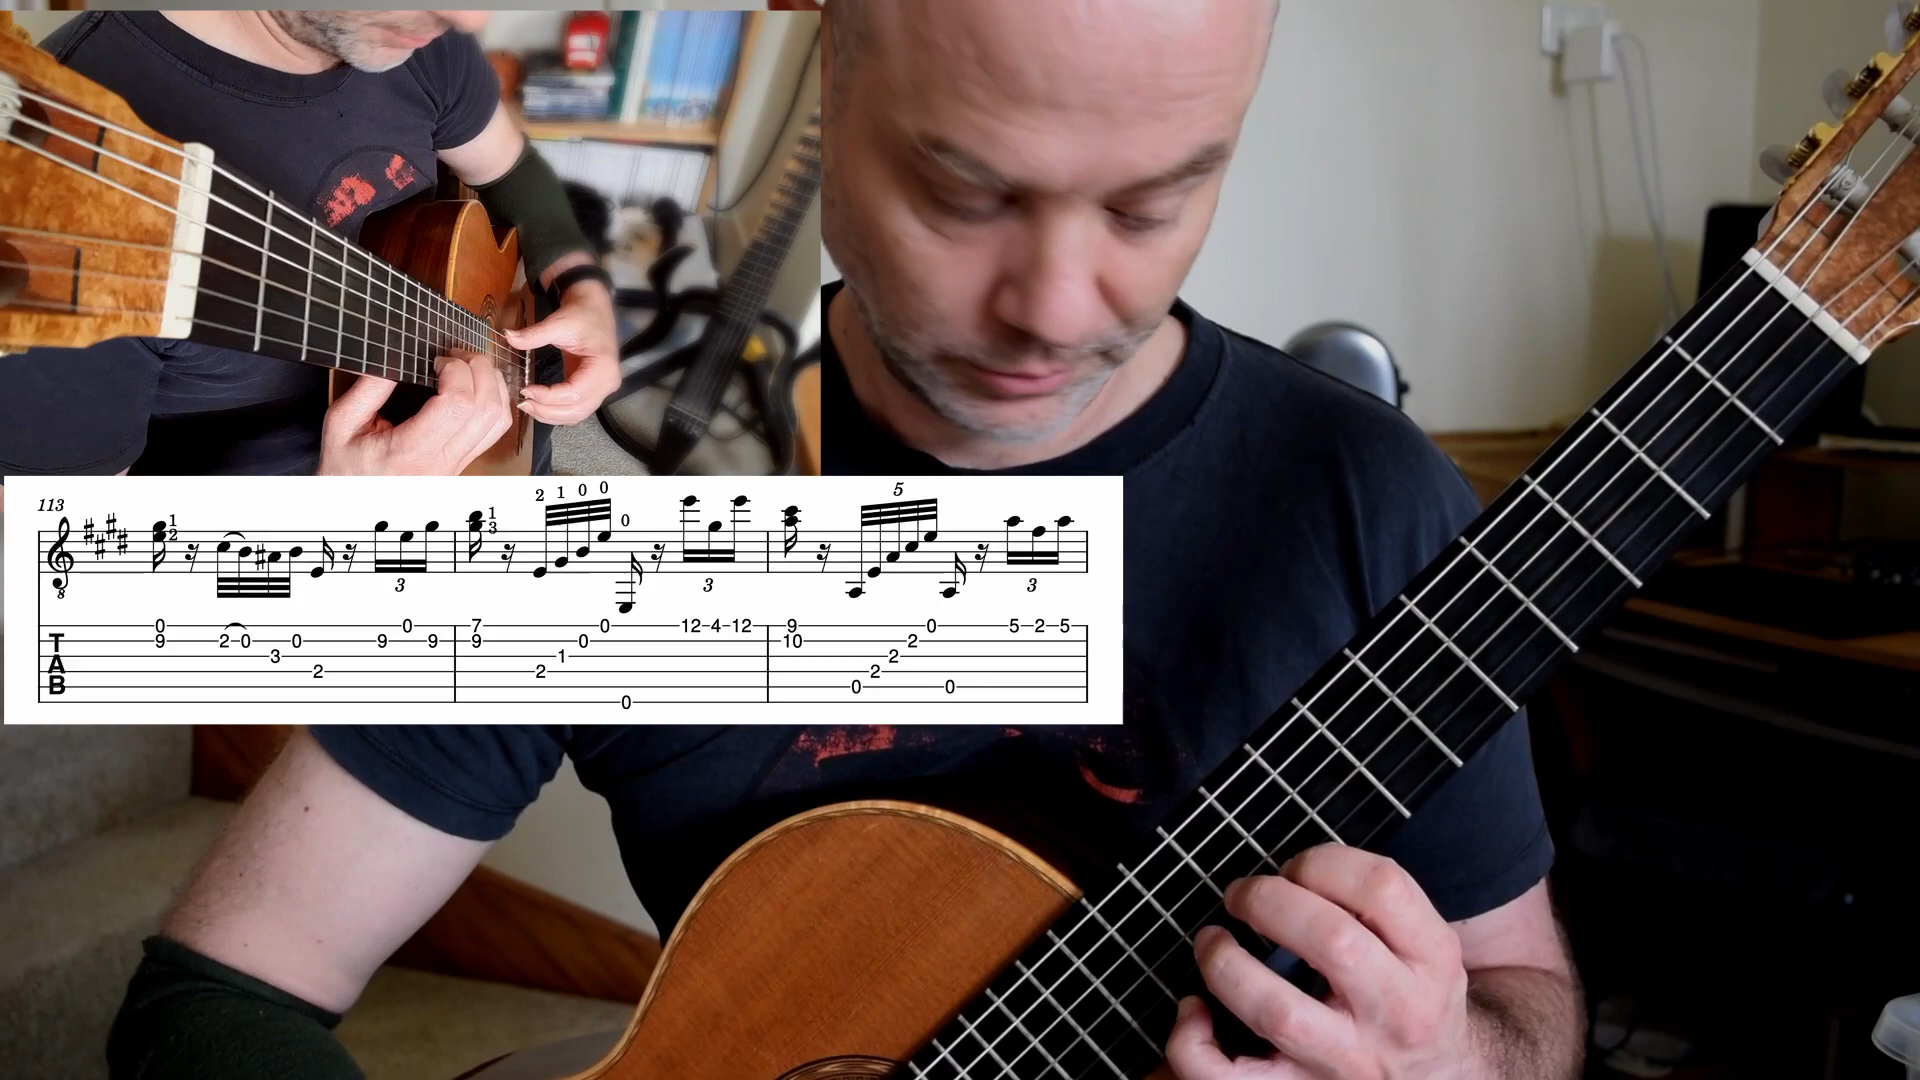 113
1 2 2 1 0 0 1 3 0 5
3 3 3
8
0 0 7 0 12 4 12 9 0 5 2 5
T 9 2 0 0 9 9 9 0 10 2
A 3 1 2
2 2 2
B 0 0
0